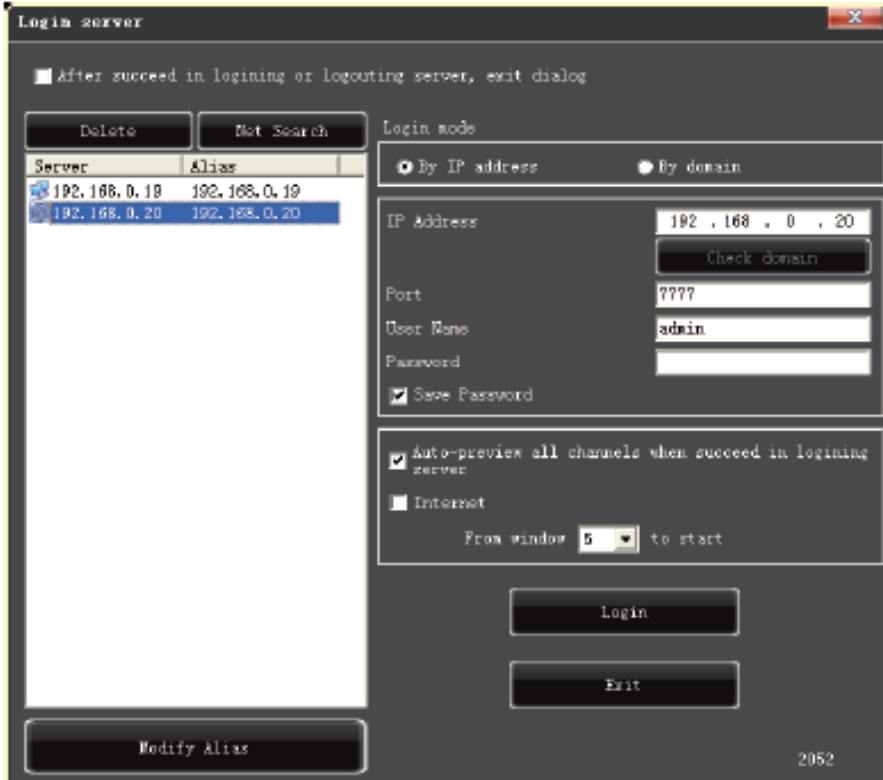 Login server
After succeed in logining or logouting server, exit dialog
Delete
Net Search
Login mode
Server Alias
By IP address
By domain
192.168.0.19 192.168.0.19
192.168.0.20 192.168.0.20
IP Address 192 . 168 . 0 . 20
Check domain
Port 7777
User Name admin
Password
Save Password
Auto-preview all channels when succeed in logining
server
Internet
From window 5 to start
Login
Exit
Modify Alias
2052